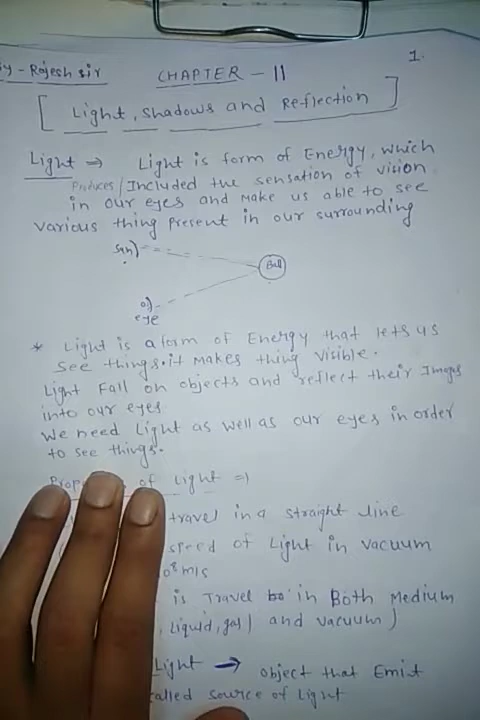 1.
By - Rajesh sir CHAPTER - 11
[ Light, shadows and Reflection ]
Light ⇒ Light is form of Energy, which
Produces / Included the sensation of vision
in our eyes and make us able to see
various thing present in our surrounding
Sun
Ball
eye
* Light is a form of Energy that lets us
see things. it makes thing visible.
Light Fall on objects and reflect their Images
into our eyes
We need Light as well as our eyes in order
to see things.
of Light ⇒
travel in a straight line
speed of Light in vacuum
m/s
is Travel in Both Medium
, Liquid, gas) and vacuum)
Light → object that Emit
called source of Light